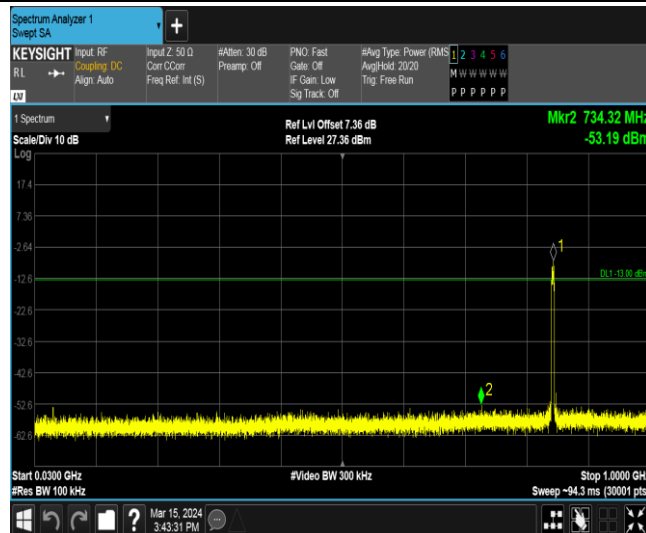 Spectrum Analyzer 1
Swept SA
+
KEYSIGHT
RL
LXI
Input: RF
Coupling: DC
Align: Auto
Input Z: 50 Ω
Corr CCorr
Freq Ref: Int (S)
#Atten: 30 dB
Preamp: Off
PNO: Fast
Gate: Off
IF Gain: Low
Sig Track: Off
#Avg Type: Power (RMS
Avg|Hold: 20/20
Trig: Free Run
1 2 3 4 5 6
M W W W W W
P P P P P P
1 Spectrum
Scale/Div 10 dB
Log
Ref Lvl Offset 7.36 dB
Ref Level 27.36 dBm
Mkr2 734.32 MHz
-53.19 dBm
17.4
7.36
-2.64
-12.6
-22.6
-32.6
-42.6
-52.6
-62.6
1
DL1 -13.00 dBm
2
Start 0.0300 GHz
#Res BW 100 kHz
#Video BW 300 kHz
Stop 1.0000 GHz
Sweep ~94.3 ms (30001 pts
?
Mar 15, 2024
3:43:31 PM